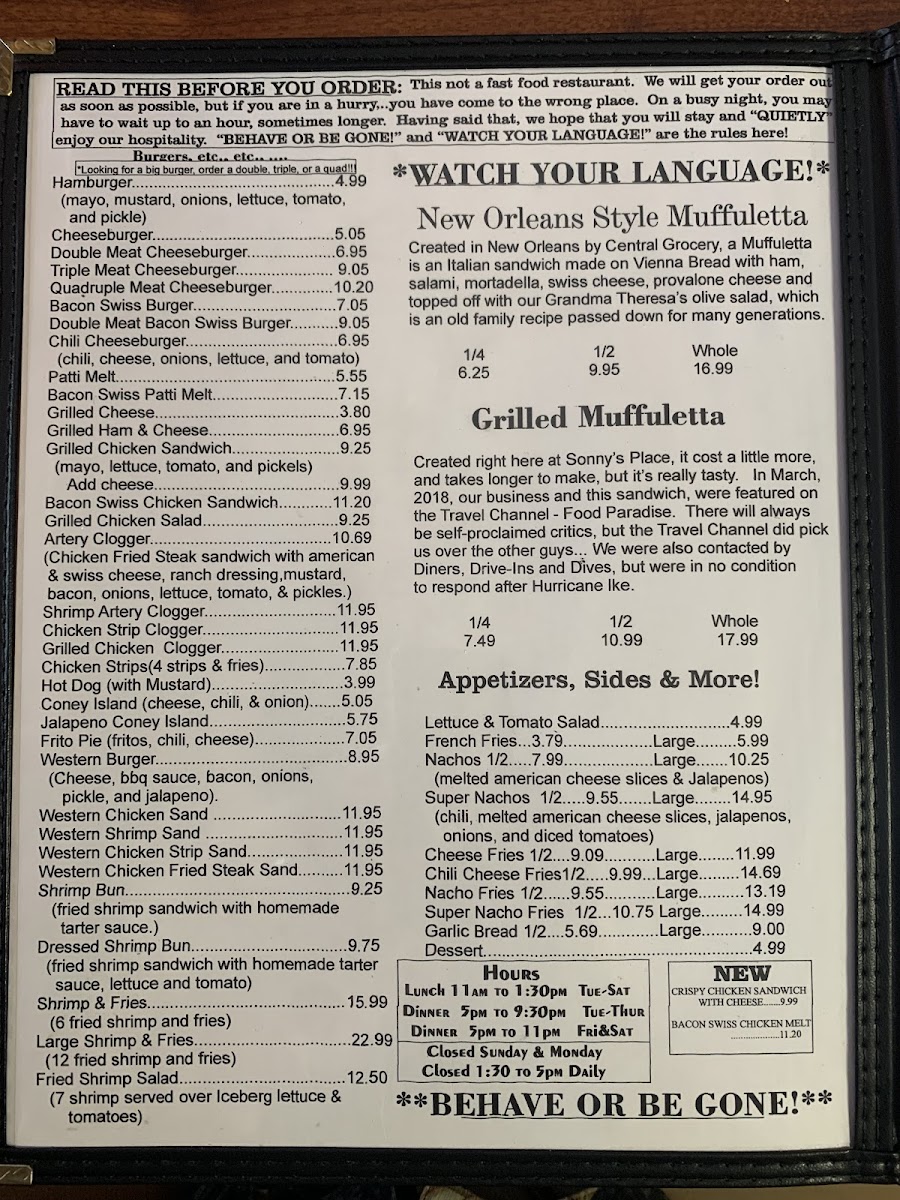 READ THIS BEFORE YOU ORDER: This not a fast food restaurant. We will get your order out
as soon as possible, but if you are in a hurry...you have come to the wrong place. On a busy night, you may
have to wait up to an hour, sometimes longer. Having said that, we hope that you will stay and "QUIETLY"
enjoy our hospitality. "BEHAVE OR BE GONE!" and "WATCH YOUR LANGUAGE!" are the rules here!
Burgers, etc.. etc.. ....
*Looking for a big burger, order a double, triple, or a quad!!!
Hamburger...................................4.99
(mayo, mustard, onions, lettuce, tomato,
and pickle)
Cheeseburger................................5.05
Double Meat Cheeseburger...............6.95
Triple Meat Cheeseburger................. 9.05
Quadruple Meat Cheeseburger.............10.20
Bacon Swiss Burger.........................7.05
Double Meat Bacon Swiss Burger..........9.05
Chili Cheeseburger..........................6.95
(chili, cheese, onions, lettuce, and tomato)
Patti Melt......................................5.55
Bacon Swiss Patti Melt......................7.15
Grilled Cheese................................3.80
Grilled Ham & Cheese.......................6.95
Grilled Chicken Sandwich...................9.25
(mayo, lettuce, tomato, and pickels)
Add cheese................................9.99
Bacon Swiss Chicken Sandwich............11.20
Grilled Chicken Salad........................9.25
Artery Clogger................................10.69
(Chicken Fried Steak sandwich with american
& swiss cheese, ranch dressing,mustard,
bacon, onions, lettuce, tomato, & pickles.)
Shrimp Artery Clogger.......................11.95
Chicken Strip Clogger........................11.95
Grilled Chicken Clogger.....................11.95
Chicken Strips(4 strips & fries)..............7.85
Hot Dog (with Mustard).......................3.99
Coney Island (cheese, chili, & onion).......5.05
Jalapeno Coney Island.......................5.75
Frito Pie (fritos, chili, cheese)...............7.05
Western Burger................................8.95
(Cheese, bbq sauce, bacon, onions,
pickle, and jalapeno).
Western Chicken Sand ......................11.95
Western Shrimp Sand .......................11.95
Western Chicken Strip Sand................11.95
Western Chicken Fried Steak Sand.........11.95
Shrimp Bun.....................................9.25
(fried shrimp sandwich with homemade
tarter sauce.)
Dressed Shrimp Bun..........................9.75
(fried shrimp sandwich with homemade tarter
sauce, lettuce and tomato)
Shrimp & Fries.................................15.99
(6 fried shrimp and fries)
Large Shrimp & Fries.........................22.99
(12 fried shrimp and fries)
Fried Shrimp Salad...........................12.50
(7 shrimp served over Iceberg lettuce &
tomatoes)
*WATCH YOUR LANGUAGE!*
New Orleans Style Muffuletta
Created in New Orleans by Central Grocery, a Muffuletta
is an Italian sandwich made on Vienna Bread with ham,
salami, mortadella, swiss cheese, provalone cheese and
topped off with our Grandma Theresa's olive salad, which
is an old family recipe passed down for many generations.
1/4 1/2 Whole
6.25 9.95 16.99
Grilled Muffuletta
Created right here at Sonny's Place, it cost a little more,
and takes longer to make, but it's really tasty. In March,
2018, our business and this sandwich, were featured on
the Travel Channel - Food Paradise. There will always
be self-proclaimed critics, but the Travel Channel did pick
us over the other guys... We were also contacted by
Diners, Drive-Ins and Dives, but were in no condition
to respond after Hurricane Ike.
1/4 1/2 Whole
7.49 10.99 17.99
Appetizers, Sides & More!
Lettuce & Tomato Salad............................4.99
French Fries...3.79....................Large.........5.99
Nachos 1/2.....7.99....................Large.......10.25
(melted american cheese slices & Jalapenos)
Super Nachos 1/2.....9.55.......Large........14.95
(chili, melted american cheese slices, jalapenos,
onions, and diced tomatoes)
Cheese Fries 1/2....9.09...........Large........11.99
Chili Cheese Fries1/2.....9.99...Large........14.69
Nacho Fries 1/2......9.55...........Large........13.19
Super Nacho Fries 1/2...10.75 Large.........14.99
Garlic Bread 1/2....5.69.............Large.........9.00
Dessert..........................................................4.99
HOURS
LUNCH 11AM TO 1:30PM TUE-SAT
DINNER 5PM TO 9:30PM TUE-THUR
DINNER 5PM TO 11PM FRI&SAT
CLOSED SUNDAY & MONDAY
CLOSED 1:30 TO 5PM DAILY
NEW
CRISPY CHICKEN SANDWICH
WITH CHEESE.......9.99
BACON SWISS CHICKEN MELT
....................11.20
**BEHAVE OR BE GONE!**